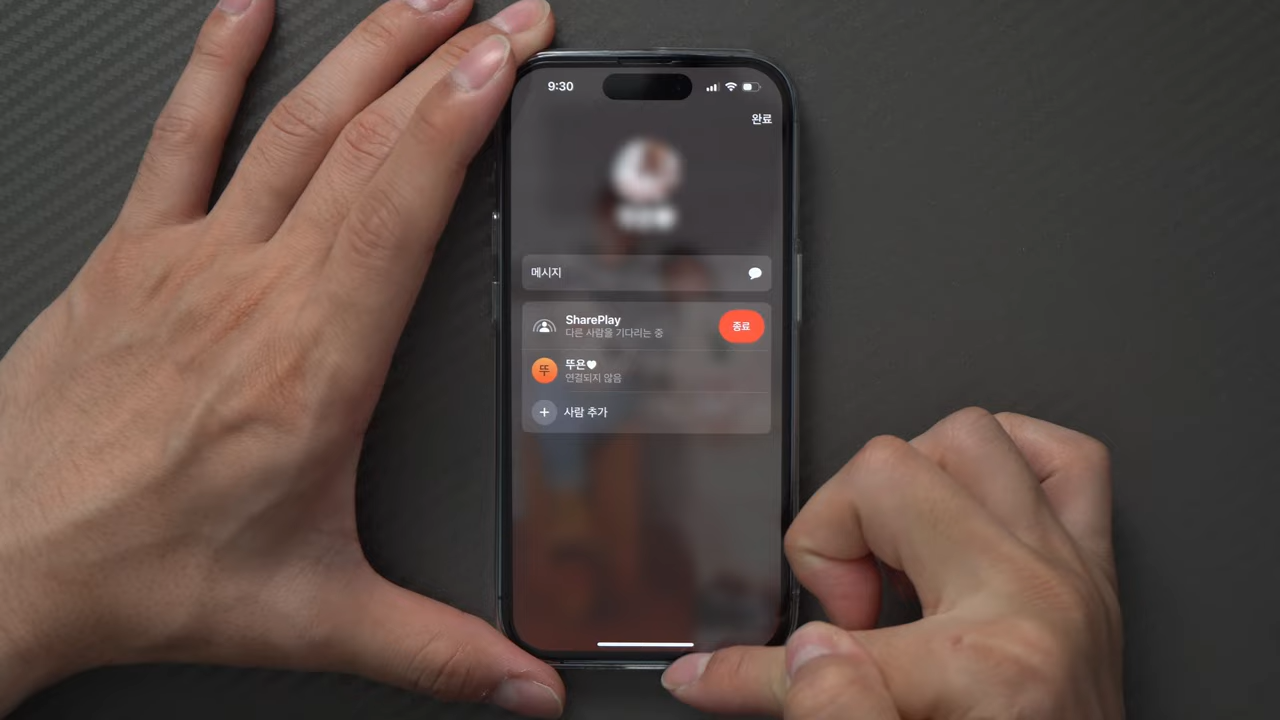 9:30
완료
메시지
SharePlay
다른 사람을 기다리는 중
종료
뚜
뚜욘♥
연결되지 않음
사람 추가